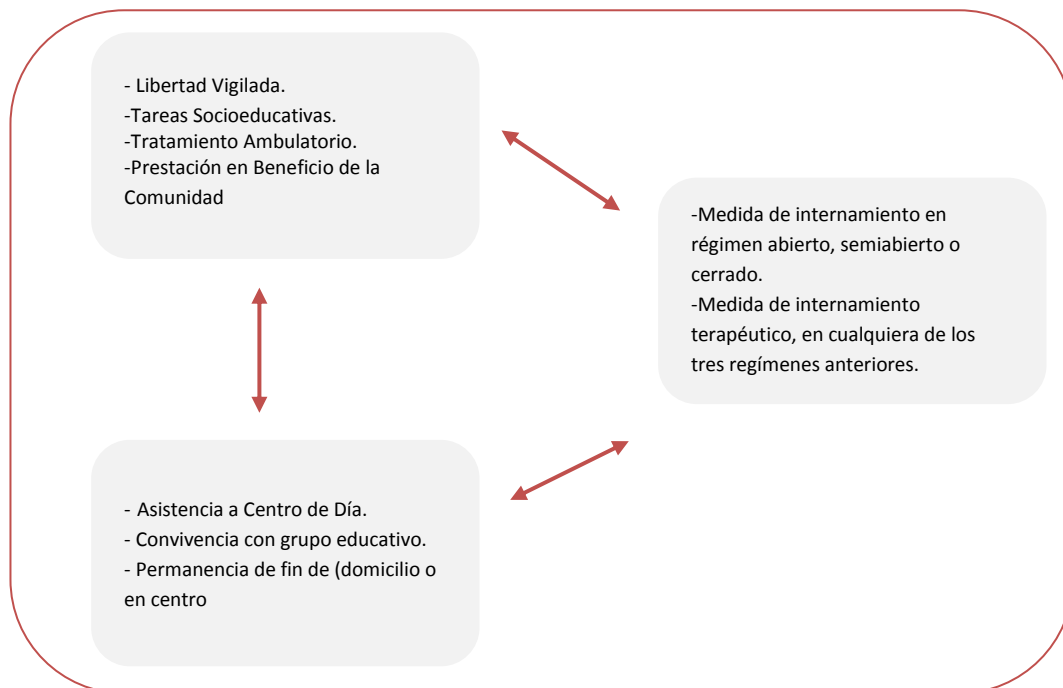 - Libertad Vigilada.
-Tareas Socioeducativas.
-Tratamiento Ambulatorio.
-Prestación en Beneficio de la
Comunidad
-Medida de internamiento en
régimen abierto, semiabierto o
cerrado.
-Medida de internamiento
terapéutico, en cualquiera de los
tres regímenes anteriores.
- Asistencia a Centro de Día.
- Convivencia con grupo educativo.
- Permanencia de fin de (domicilio o
en centro